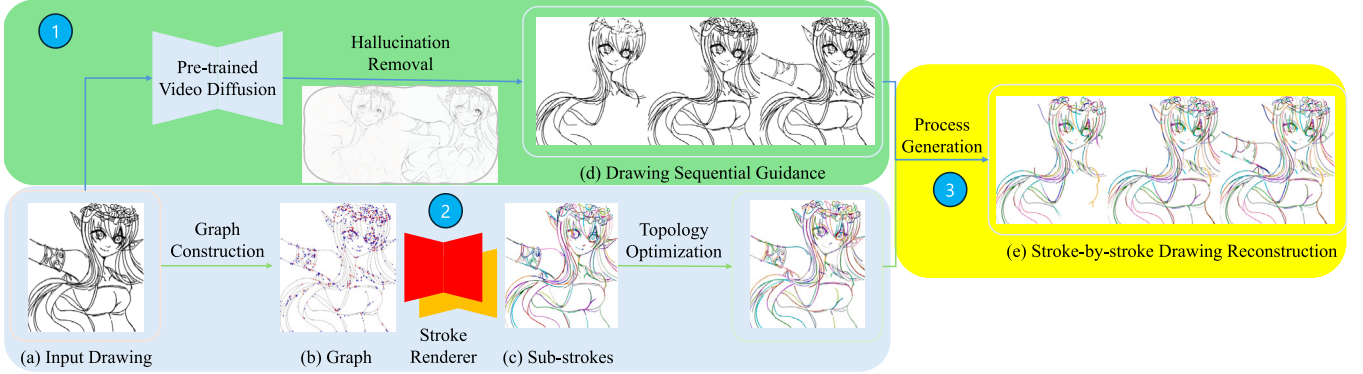 1
Pre-trained
Video Diffusion
Hallucination
Removal
(d) Drawing Sequential Guidance
Process
Generation
3
(e) Stroke-by-stroke Drawing Reconstruction
2
Graph
Construction
Topology
Optimization
Stroke
Renderer
(a) Input Drawing
(b) Graph
(c) Sub-strokes